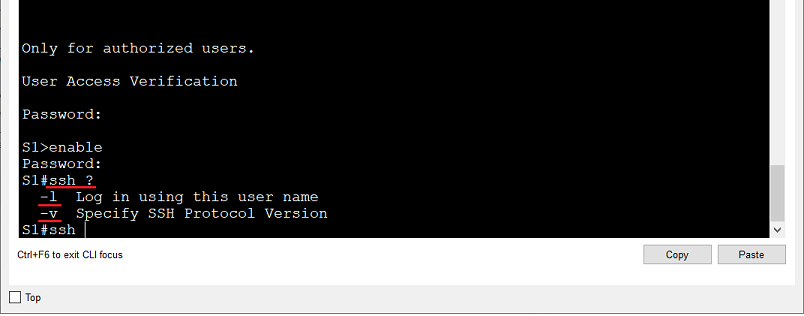 Only for authorized users.
User Access Verification
Password:
S1>enable
Password:
S1#ssh ?
-l  Log in using this user name
-v  Specify SSH Protocol Version
S1#ssh
Ctrl+F6 to exit CLI focus
Copy
Paste
Top